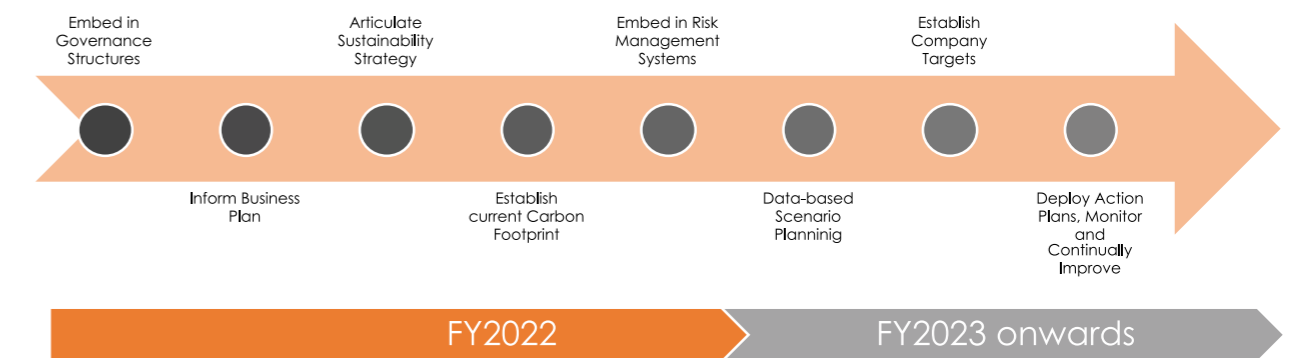 Embed in
Governance
Structures
Articulate
Sustainability
Strategy
Embed in Risk
Management
Systems
Establish
Company
Targets
Inform Business
Plan
Establish
current Carbon
Footprint
Data-based
Scenario
Planninig
Deploy Action
Plans, Monitor
and
Continually
Improve
FY2022
FY2023 onwards